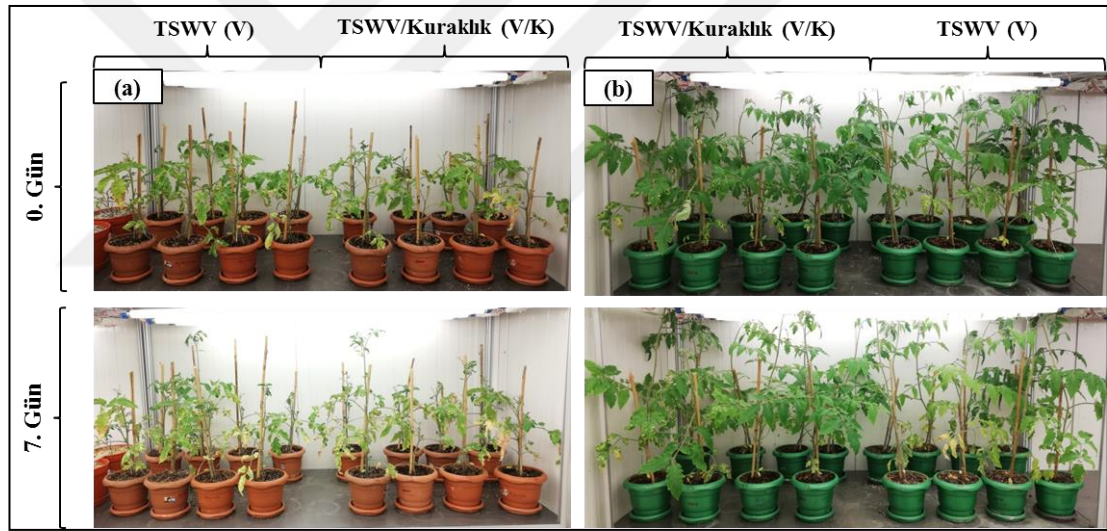 TSWV (V) TSWV/Kuraklık (V/K) TSWV/Kuraklık (V/K) TSWV (V)
(a) (b)
0. Gün
7. Gün